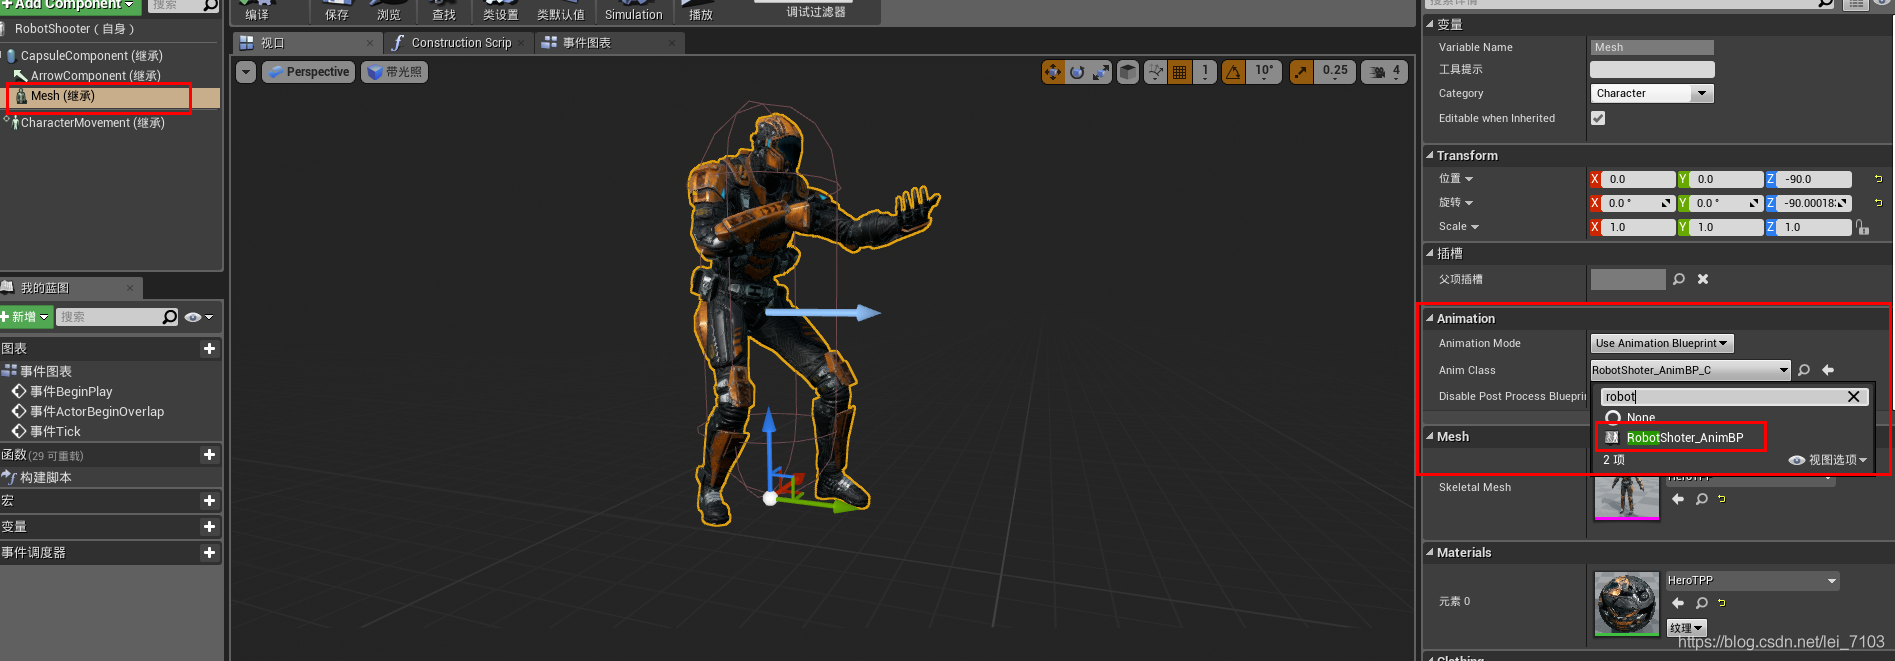 Add Component
搜索
RobotShooter（自身）
CapsuleComponent (继承)
ArrowComponent (继承)
Mesh (继承)
CharacterMovement (继承)
我的蓝图
新增
搜索
图表
事件图表
事件BeginPlay
事件ActorBeginOverlap
事件Tick
函数 (29 可重载)
构建脚本
宏
变量
事件调度器
编译
保存
浏览
查找
类设置
类默认值
Simulation
播放
调试过滤器
视口
Construction Scrip
事件图表
Perspective
带光照
1
10°
0.25
4
搜索详情
变量
Variable Name
Mesh
工具提示
Category
Character
Editable when Inherited
Transform
位置
X 0.0 Y 0.0 Z -90.0
旋转
X 0.0 ° Y 0.0 ° Z -90.00018
Scale
X 1.0 Y 1.0 Z 1.0
插槽
父项插槽
Animation
Animation Mode
Use Animation Blueprint
Anim Class
RobotShoter_AnimBP_C
Disable Post Process Blueprin
robot
None
RobotShoter_AnimBP
2 项
视图选项
Mesh
Skeletal Mesh
HeroTPP
Materials
元素 0
HeroTPP
纹理
https://blog.csdn.net/lei_7103
Clothing